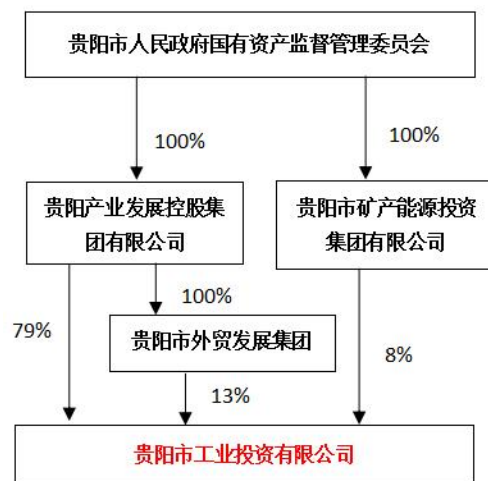 贵阳市人民政府国有资产监督管理委员会
100%
100%
贵阳产业发展控股集
团有限公司
贵阳市矿产能源投资
集团有限公司
100%
79%
贵阳市外贸发展集团
8%
13%
贵阳市工业投资有限公司